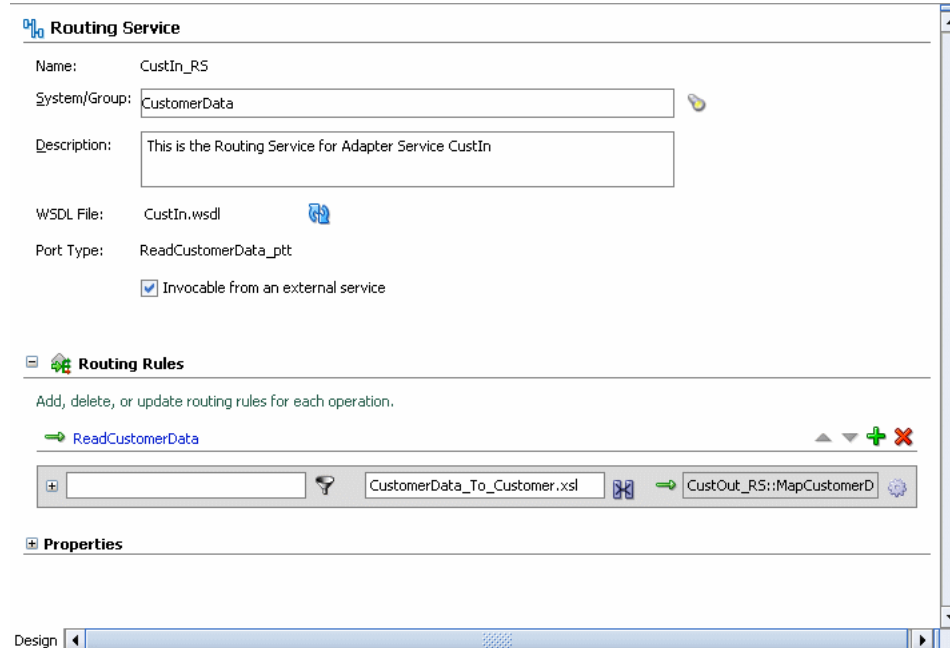 Routing Service
Name: CustIn_RS
System/Group: CustomerData
Description: This is the Routing Service for Adapter Service CustIn
WSDL File: CustIn.wsdl
Port Type: ReadCustomerData_ptt
Invocable from an external service
Routing Rules
Add, delete, or update routing rules for each operation.
ReadCustomerData
CustomerData_To_Customer.xsl CustOut_RS::MapCustomerD
Properties
Design